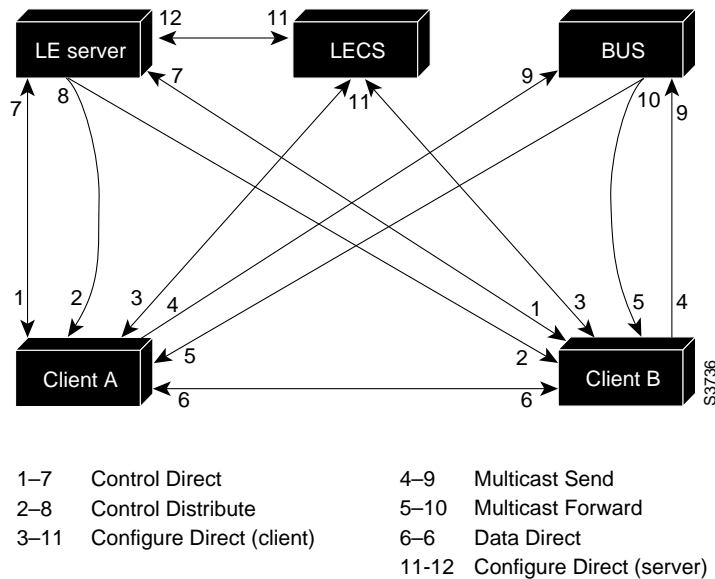 12 11
LE server LECS BUS
7 9
7 8 11 10 9
1 2 3 4 1 3 5 4
5 2
Client A Client B
6 6
S3736
1–7 Control Direct
2–8 Control Distribute
3–11 Configure Direct (client)
4–9 Multicast Send
5–10 Multicast Forward
6–6 Data Direct
11-12 Configure Direct (server)